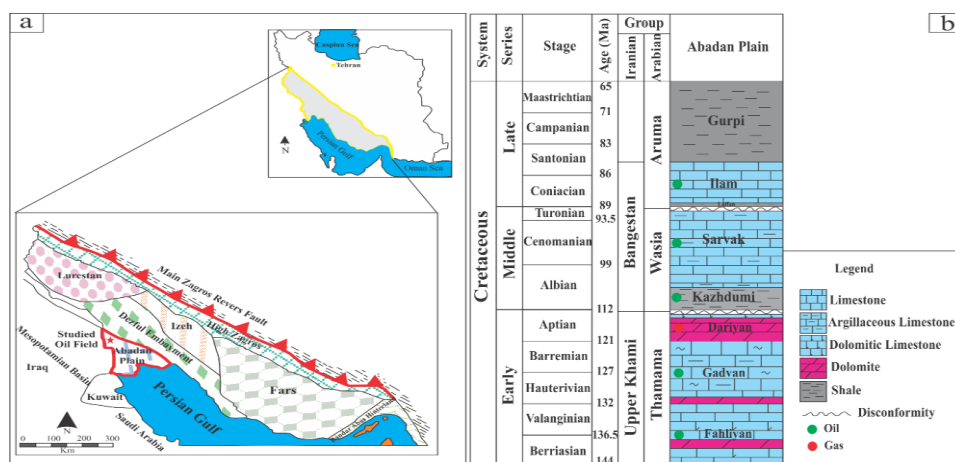 a
Caspian Sea
Tehran
Persian Gulf
Oman Sea
N
Lurestan
Main Zagros Revers Fault
High Zagros
Izeh
Dezful Embayment
Studied
Oil Field
Abadan
Plain
Mesopotamian Basin
Iraq
Fars
Kuwait
Persian Gulf
Bandar Abas Hinterland
Saudi Arabia
N
0 100 200 300
Km
b
System
Series
Stage
Age (Ma)
Group
Iranian
Arabian
Abadan Plain
Cretaceous
Late
Middle
Early
Maastrichtian
Campanian
Santonian
Coniacian
Turonian
Cenomanian
Albian
Aptian
Barremian
Hauterivian
Valanginian
Berriasian
65
71
83
86
89
93.5
99
112
121
127
132
136.5
144
Bangestan
Upper Khami
Aruma
Wasia
Thamama
Gurpi
Ilam
Laffan
Sarvak
Kazhdumi
Dariyan
Gadvan
Fahliyan
Legend
Limestone
Argillaceous Limestone
Dolomitic Limestone
Dolomite
Shale
Disconformity
Oil
Gas